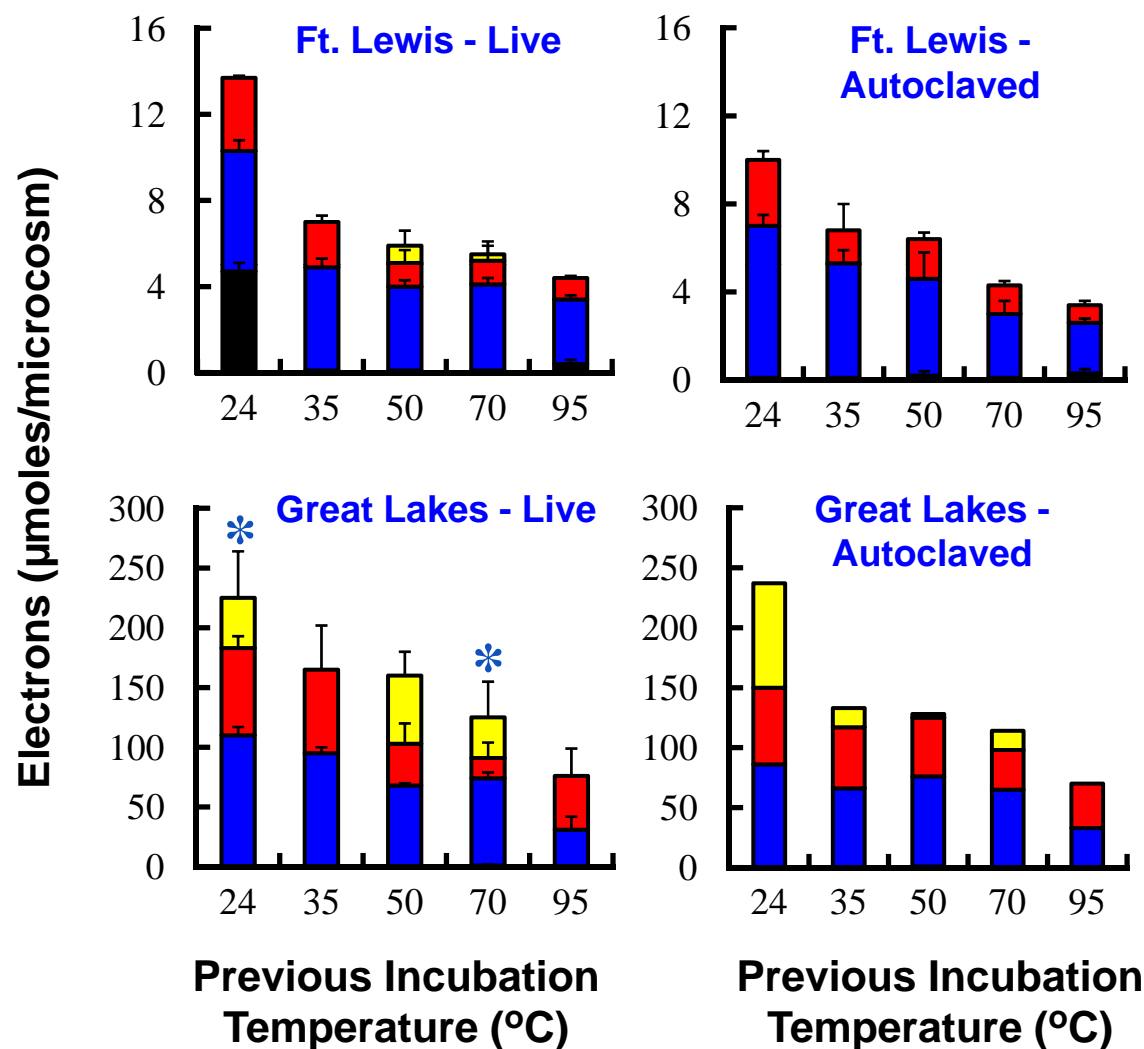 Electrons (µmoles/microcosm)
Ft. Lewis - Live
16
12
8
4
0
24 35 50 70 95
Ft. Lewis -
Autoclaved
16
12
8
4
0
24 35 50 70 95
Great Lakes - Live
300
250
200
150
100
50
0
*
*
24 35 50 70 95
Previous Incubation
Temperature (ºC)
Great Lakes -
Autoclaved
300
250
200
150
100
50
0
24 35 50 70 95
Previous Incubation
Temperature (ºC)